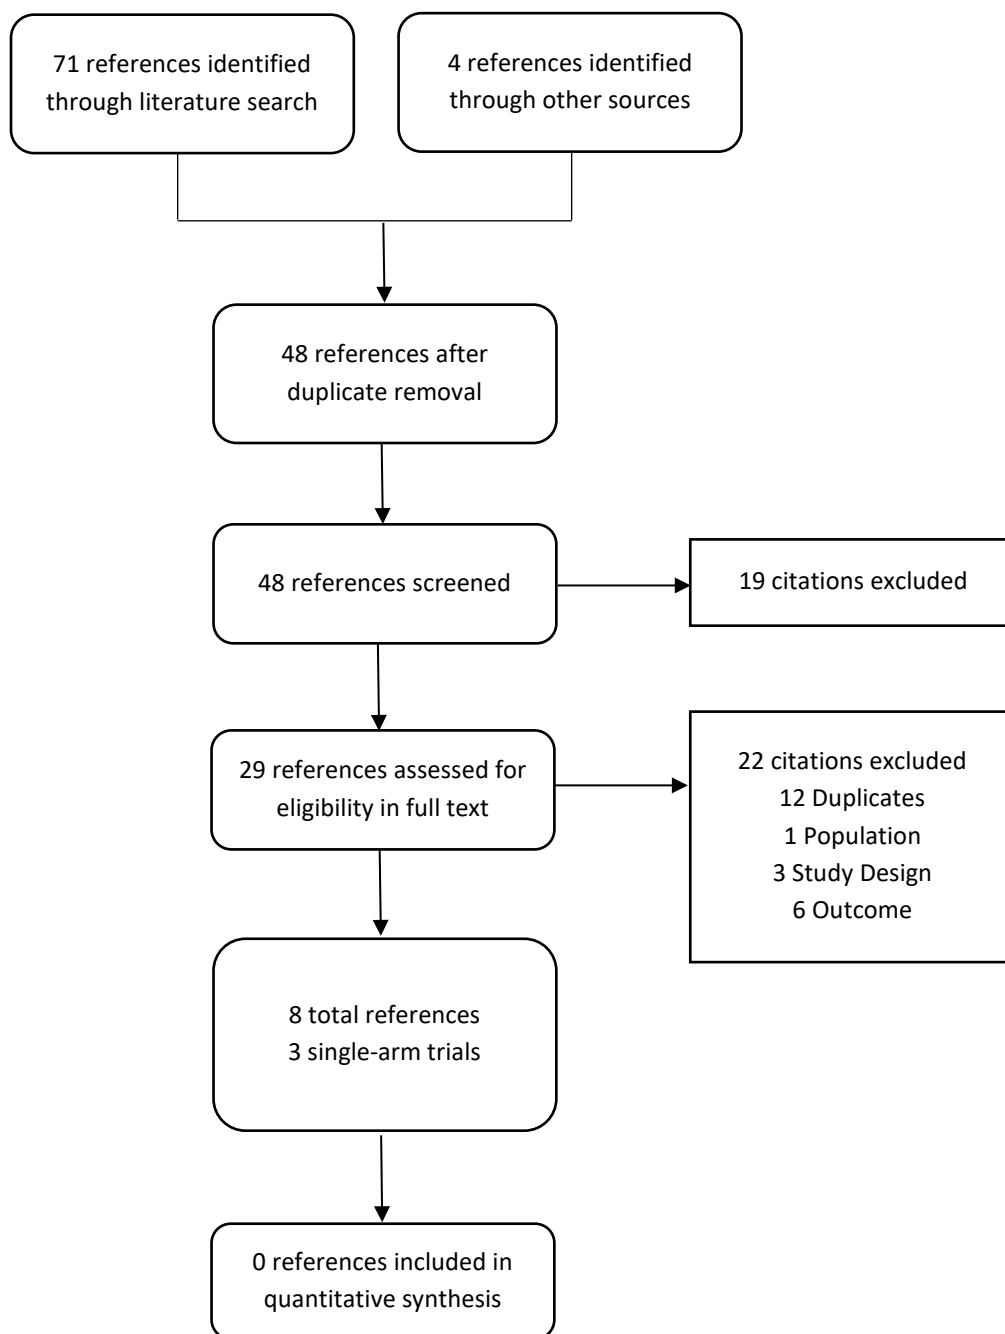 71 references identified
through literature search
4 references identified
through other sources
48 references after
duplicate removal
48 references screened
19 citations excluded
29 references assessed for
eligibility in full text
22 citations excluded
12 Duplicates
1 Population
3 Study Design
6 Outcome
8 total references
3 single-arm trials
0 references included in
quantitative synthesis